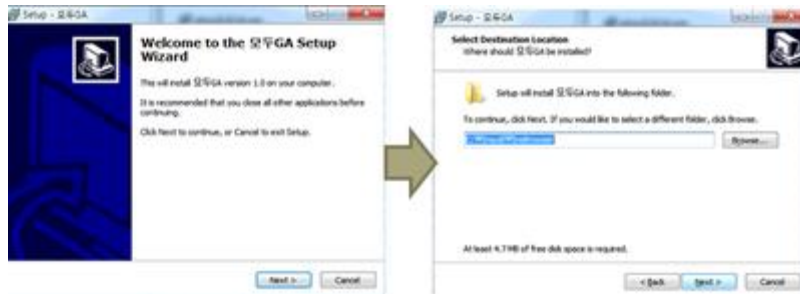 Setup - 모두GA
Welcome to the 모두GA Setup
Wizard
This will install 모두GA version 1.0 on your computer.
It is recommended that you close all other applications before
continuing.
Click Next to continue, or Cancel to exit Setup.
Next >
Cancel
Setup - 모두GA
Select Destination Location
Where should 모두GA be installed?
Setup will install 모두GA into the following folder.
To continue, click Next. If you would like to select a different folder, click Browse.
Browse...
At least 4.7 MB of free disk space is required.
< Back
Next >
Cancel